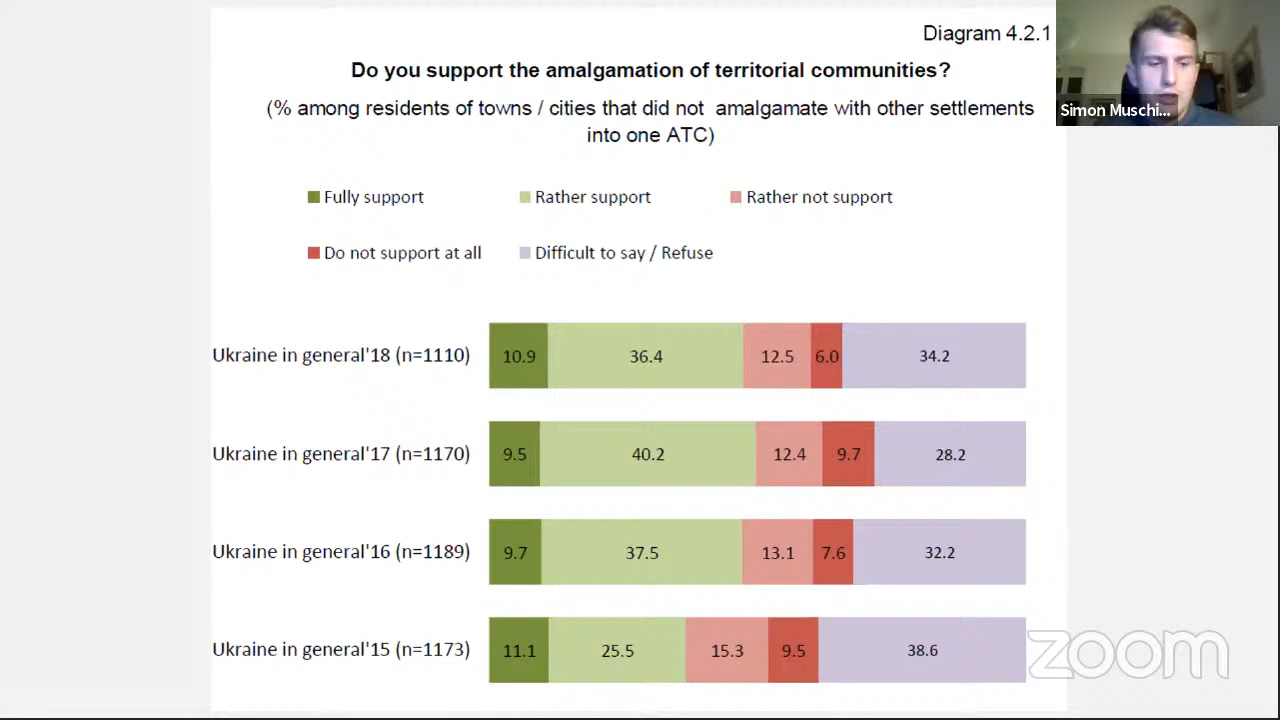 Diagram 4.2.1
Do you support the amalgamation of territorial communities?
(% among residents of towns / cities that did not amalgamate with other settlements
into one ATC)
Simon Muschi...
Fully support
Rather support
Rather not support
Do not support at all
Difficult to say / Refuse
Ukraine in general'18 (n=1110)
10.9
36.4
12.5
6.0
34.2
Ukraine in general'17 (n=1170)
9.5
40.2
12.4
9.7
28.2
Ukraine in general'16 (n=1189)
9.7
37.5
13.1
7.6
32.2
Ukraine in general'15 (n=1173)
11.1
25.5
15.3
9.5
38.6
zoom